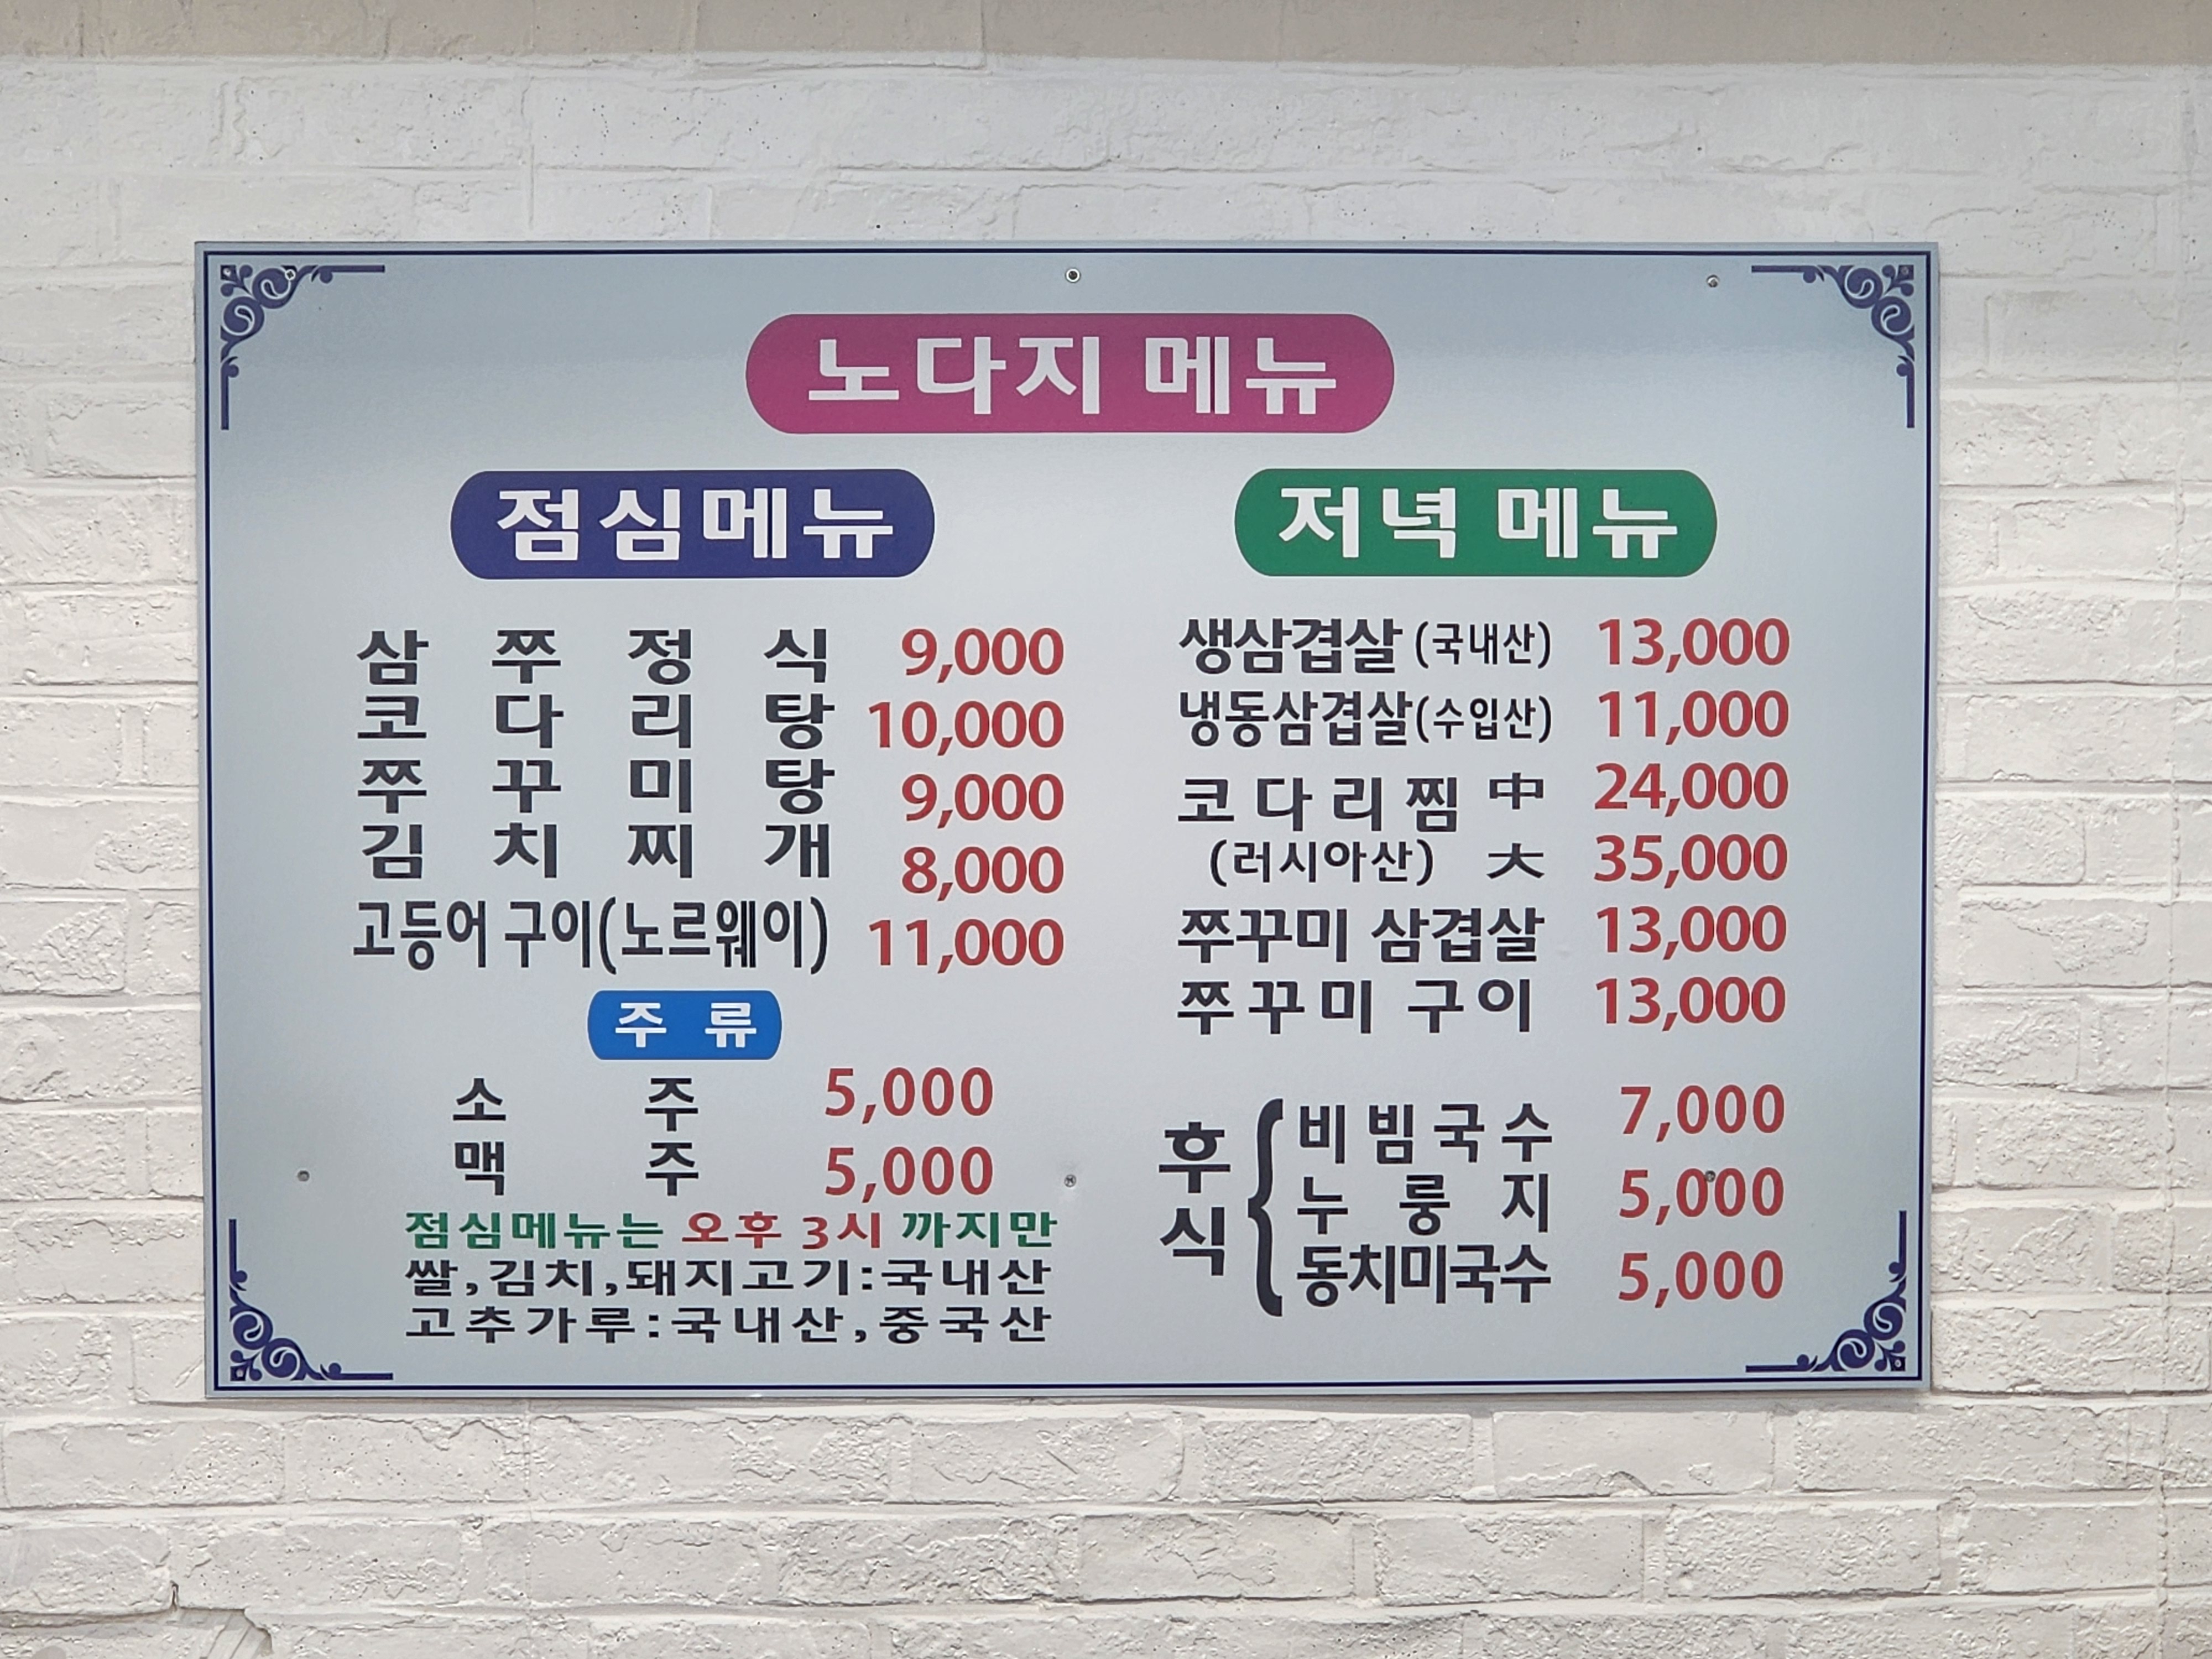 노다지 메뉴
점심메뉴
삼쭈정식 9,000
코다리탕 10,000
쭈꾸미탕 9,000
김치찌개 8,000
고등어 구이(노르웨이) 11,000
주류
소주 5,000
맥주 5,000
점심메뉴는 오후 3시 까지만
쌀,김치,돼지고기:국내산
고추가루:국내산,중국산
저녁 메뉴
생삼겹살(국내산) 13,000
냉동삼겹살(수입산) 11,000
코다리찜 中 24,000
(러시아산) 大 35,000
쭈꾸미 삼겹살 13,000
쭈꾸미 구이 13,000
후식
비빔국수 7,000
누룽지 5,000
동치미국수 5,000